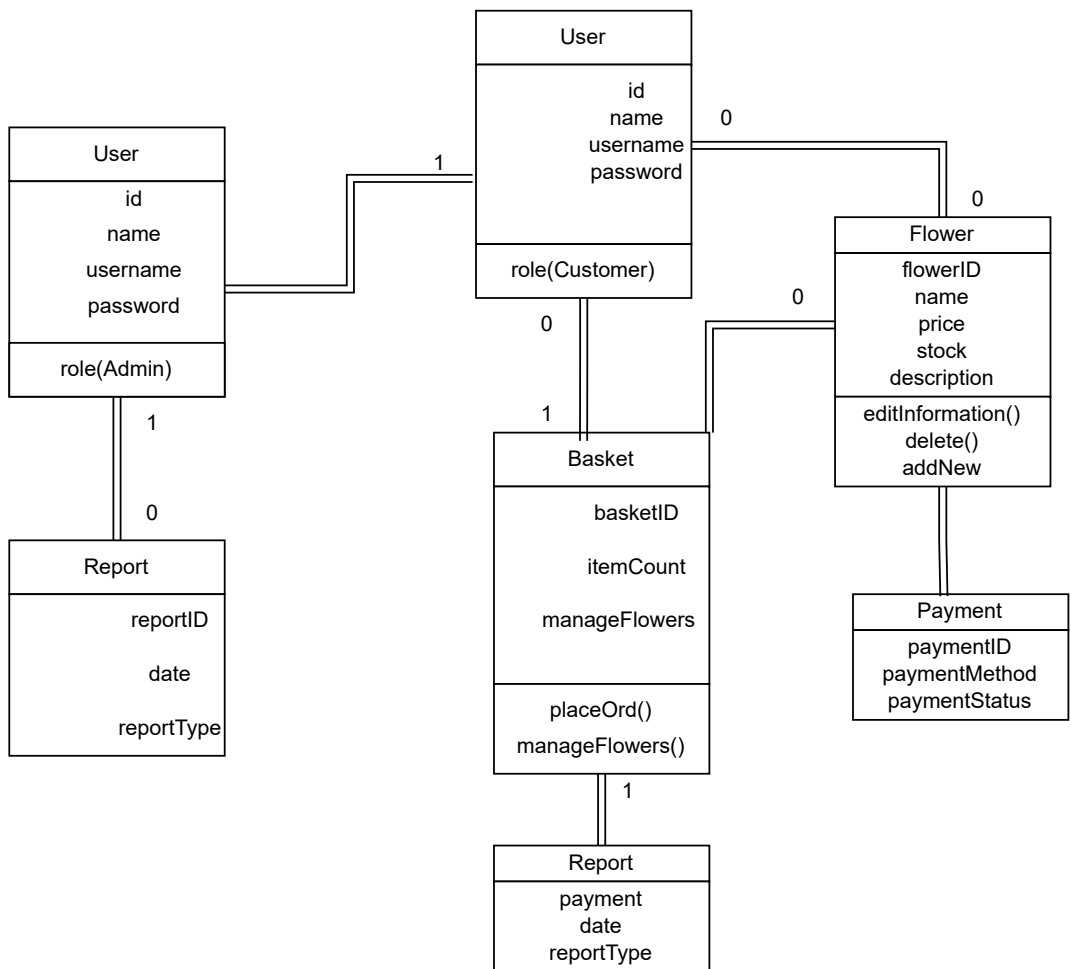 User
id
name
username
password
role(Customer)
0
0
1
User
id
name
username
password
role(Admin)
1
0
Report
reportID
date
reportType
0
1
Basket
basketID
itemCount
manageFlowers
placeOrd()
manageFlowers()
1
Report
payment
date
reportType
0
Flower
flowerID
name
price
stock
description
editInformation()
delete()
addNew
Payment
paymentID
paymentMethod
paymentStatus